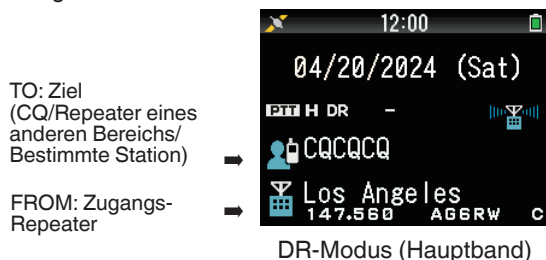 12:00
04/20/2024 (Sat)
PTT H DR –
TO: Ziel
(CQ/Repeater eines
anderen Bereichs/
Bestimmte Station)
CQCQCQ
FROM: Zugangs-
Repeater
Los Angeles
147.560 AG6RW C
DR-Modus (Hauptband)